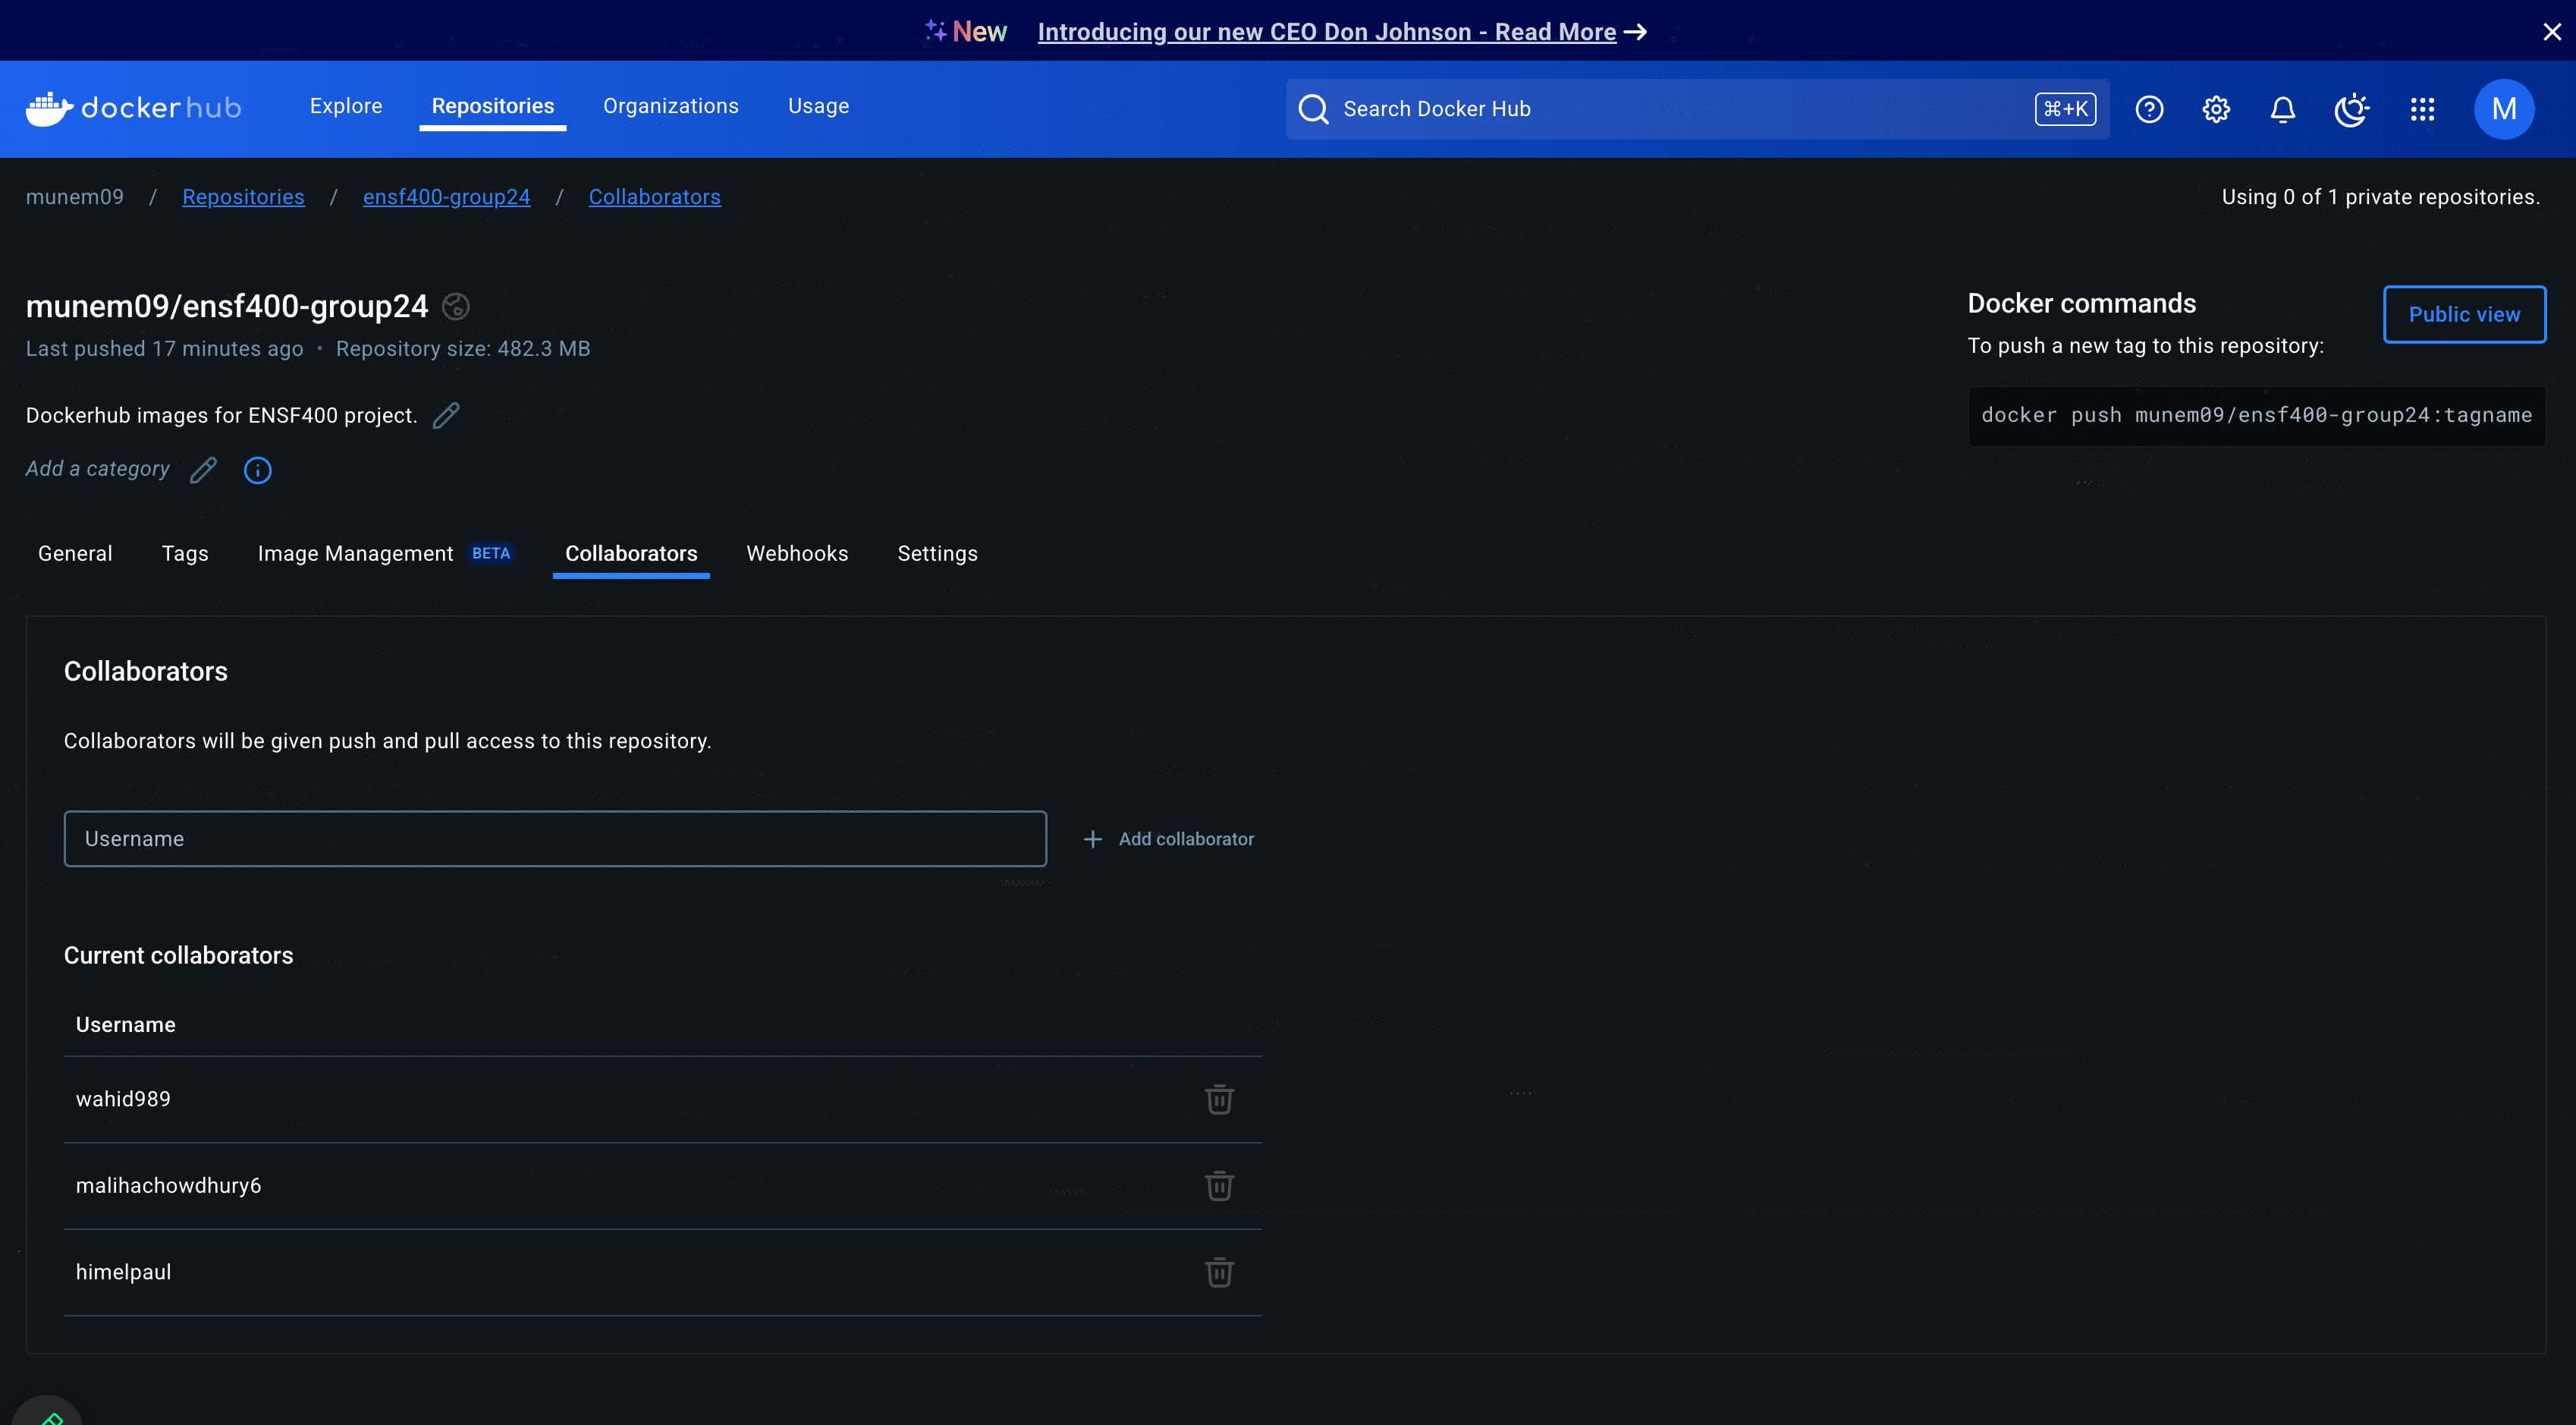 New Introducing our new CEO Don Johnson - Read More →
dockerhub Explore Repositories Organizations Usage Search Docker Hub ⌘+K M
munem09 / Repositories / ensf400-group24 / Collaborators Using 0 of 1 private repositories.
munem09/ensf400-group24
Last pushed 17 minutes ago • Repository size: 482.3 MB
Dockerhub images for ENSF400 project.
Add a category
Docker commands Public view
To push a new tag to this repository:
docker push munem09/ensf400-group24:tagname
General Tags Image Management BETA Collaborators Webhooks Settings
Collaborators
Collaborators will be given push and pull access to this repository.
Username + Add collaborator
Current collaborators
Username
wahid989
malihachowdhury6
himelpaul